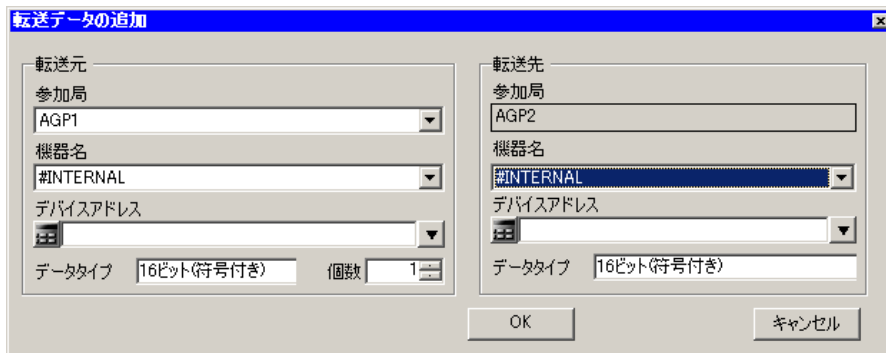 転送データの追加
転送元
参加局
AGP1
機器名
#INTERNAL
デバイスアドレス
データタイプ 16ビット(符号付き) 個数 1
転送先
参加局
AGP2
機器名
#INTERNAL
デバイスアドレス
データタイプ 16ビット(符号付き)
OK キャンセル